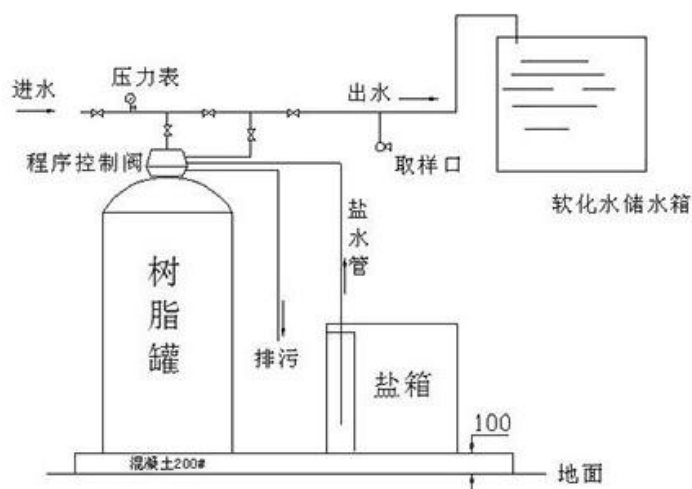 压力表
进水
出水
程序控制阀
取样口
软化水储水箱
盐水管
树脂罐
排污
盐箱
100
混凝土200#
地面